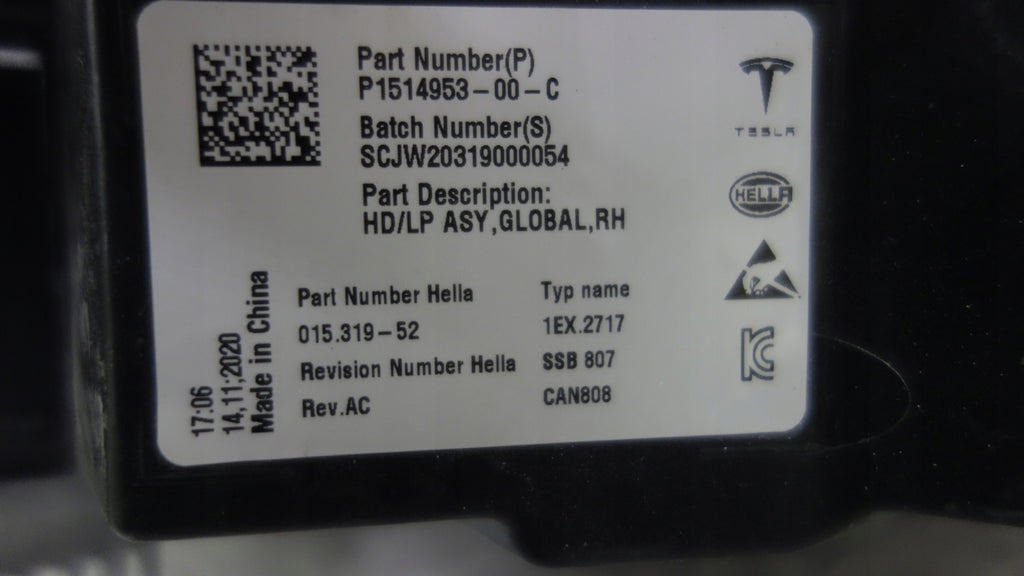 Part Number(P)
P1514953-00-C
Batch Number(S)
SCJW20319000054
Part Description:
HD/LP ASY,GLOBAL,RH
TESLA
HELLA
Part Number Hella
015.319-52
Revision Number Hella
Rev.AC
Typ name
1EX.2717
SSB 807
CAN808
17:06
14,11;2020
Made in China